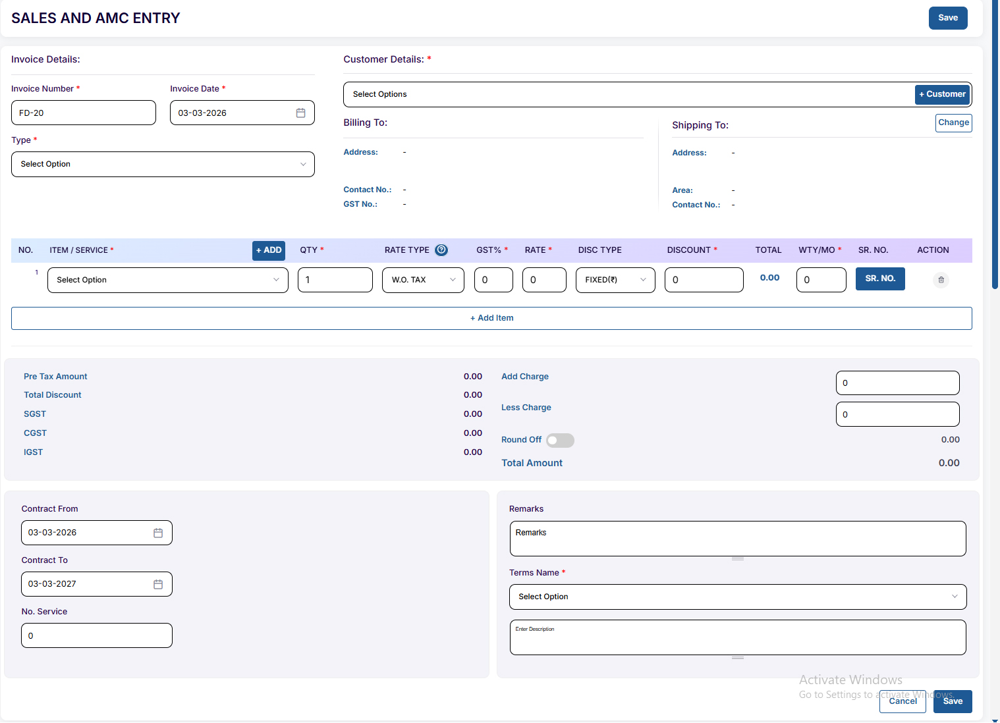 SALES AND AMC ENTRY
Save
Invoice Details:
Customer Details: *
Invoice Number *
Invoice Date *
FD-20
03-03-2026
Select Options
+ Customer
Type *
Select Option
Billing To:
Shipping To:
Change
Address: -
Address: -
Contact No.: -
Area: -
GST No.: -
Contact No.: -
NO. ITEM / SERVICE * + ADD QTY * RATE TYPE ? GST% * RATE * DISC TYPE DISCOUNT * TOTAL WTY/MO * SR. NO. ACTION
1 Select Option 1 W.O. TAX 0 0 FIXED(₹) 0 0.00 0 SR. NO.
+ Add Item
Pre Tax Amount 0.00
Total Discount 0.00
SGST 0.00
CGST 0.00
IGST 0.00
Add Charge 0
Less Charge 0
Round Off 0.00
Total Amount 0.00
Contract From
03-03-2026
Contract To
03-03-2027
No. Service
0
Remarks
Remarks
Terms Name *
Select Option
Enter Description
Activate Windows
Go to Settings to activate Windows.
Cancel
Save